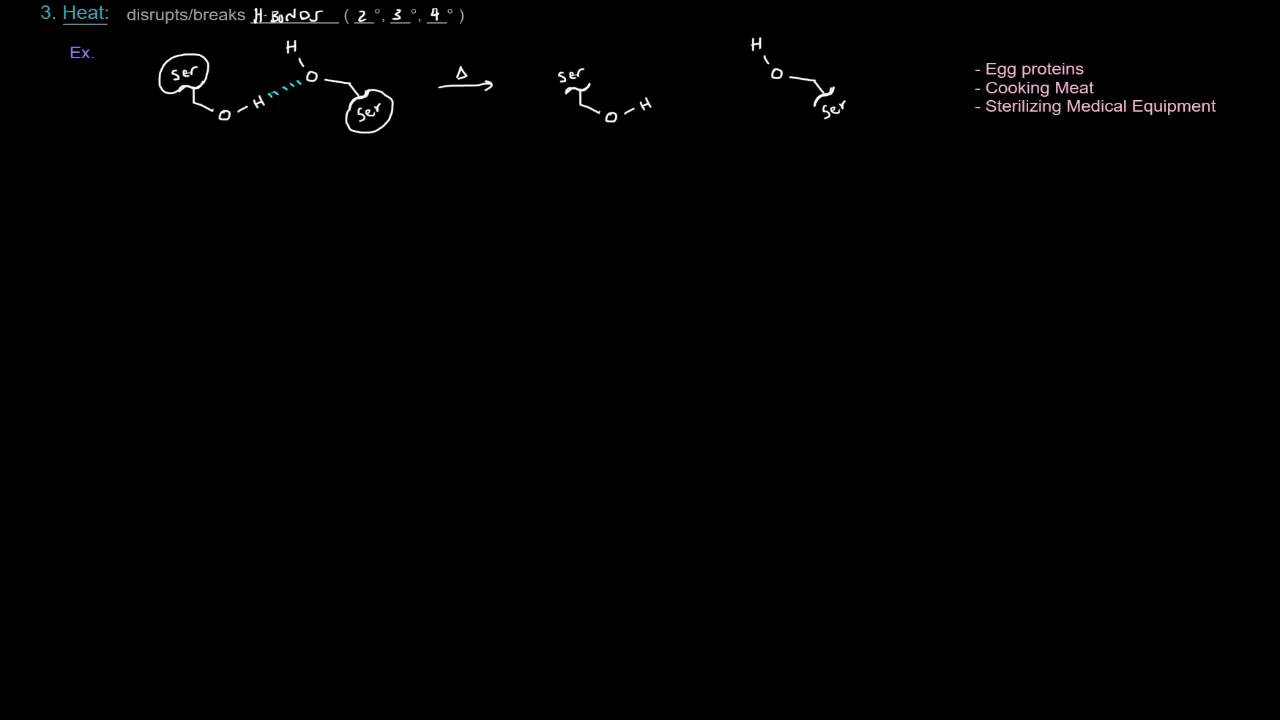 3. Heat: disrupts/breaks H-BONDS ( 2 °, 3 °, 4 ° )
Ex.
ser
O
H
H
O
ser
Δ
ser
O
H
H
O
ser
- Egg proteins
- Cooking Meat
- Sterilizing Medical Equipment